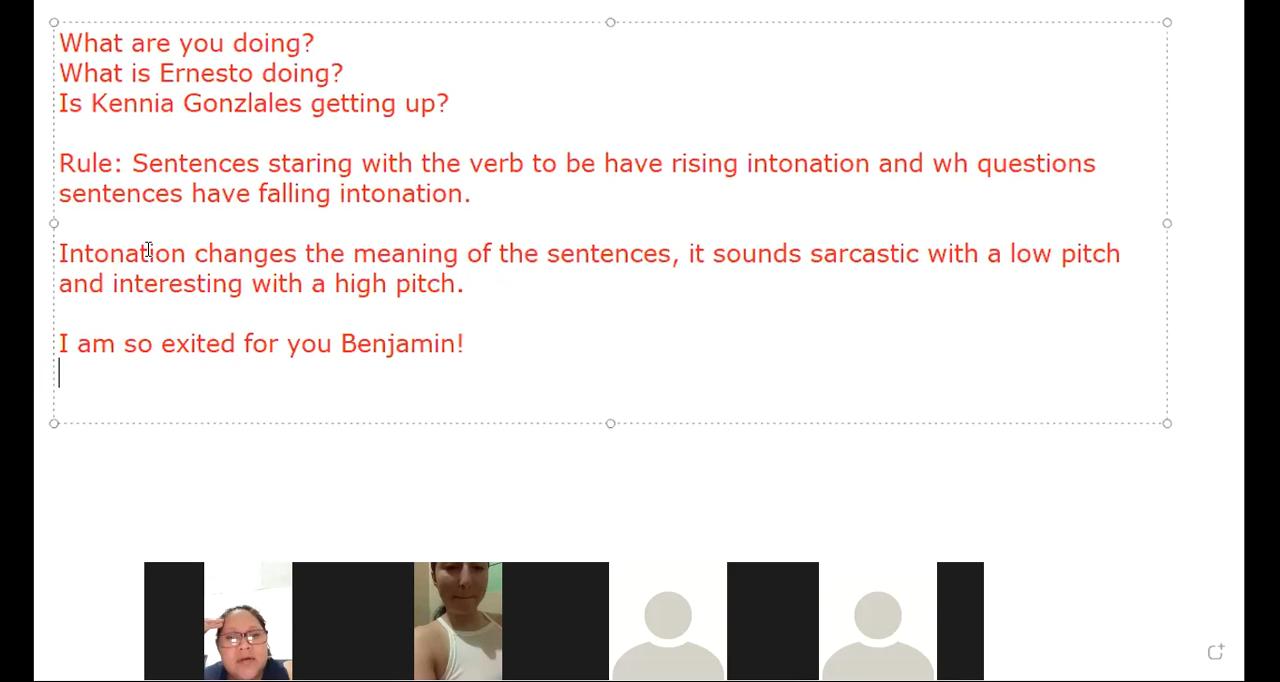 What are you doing?
What is Ernesto doing?
Is Kennia Gonzlales getting up?
Rule: Sentences staring with the verb to be have rising intonation and wh questions
sentences have falling intonation.
Intonation changes the meaning of the sentences, it sounds sarcastic with a low pitch
and interesting with a high pitch.
I am so exited for you Benjamin!